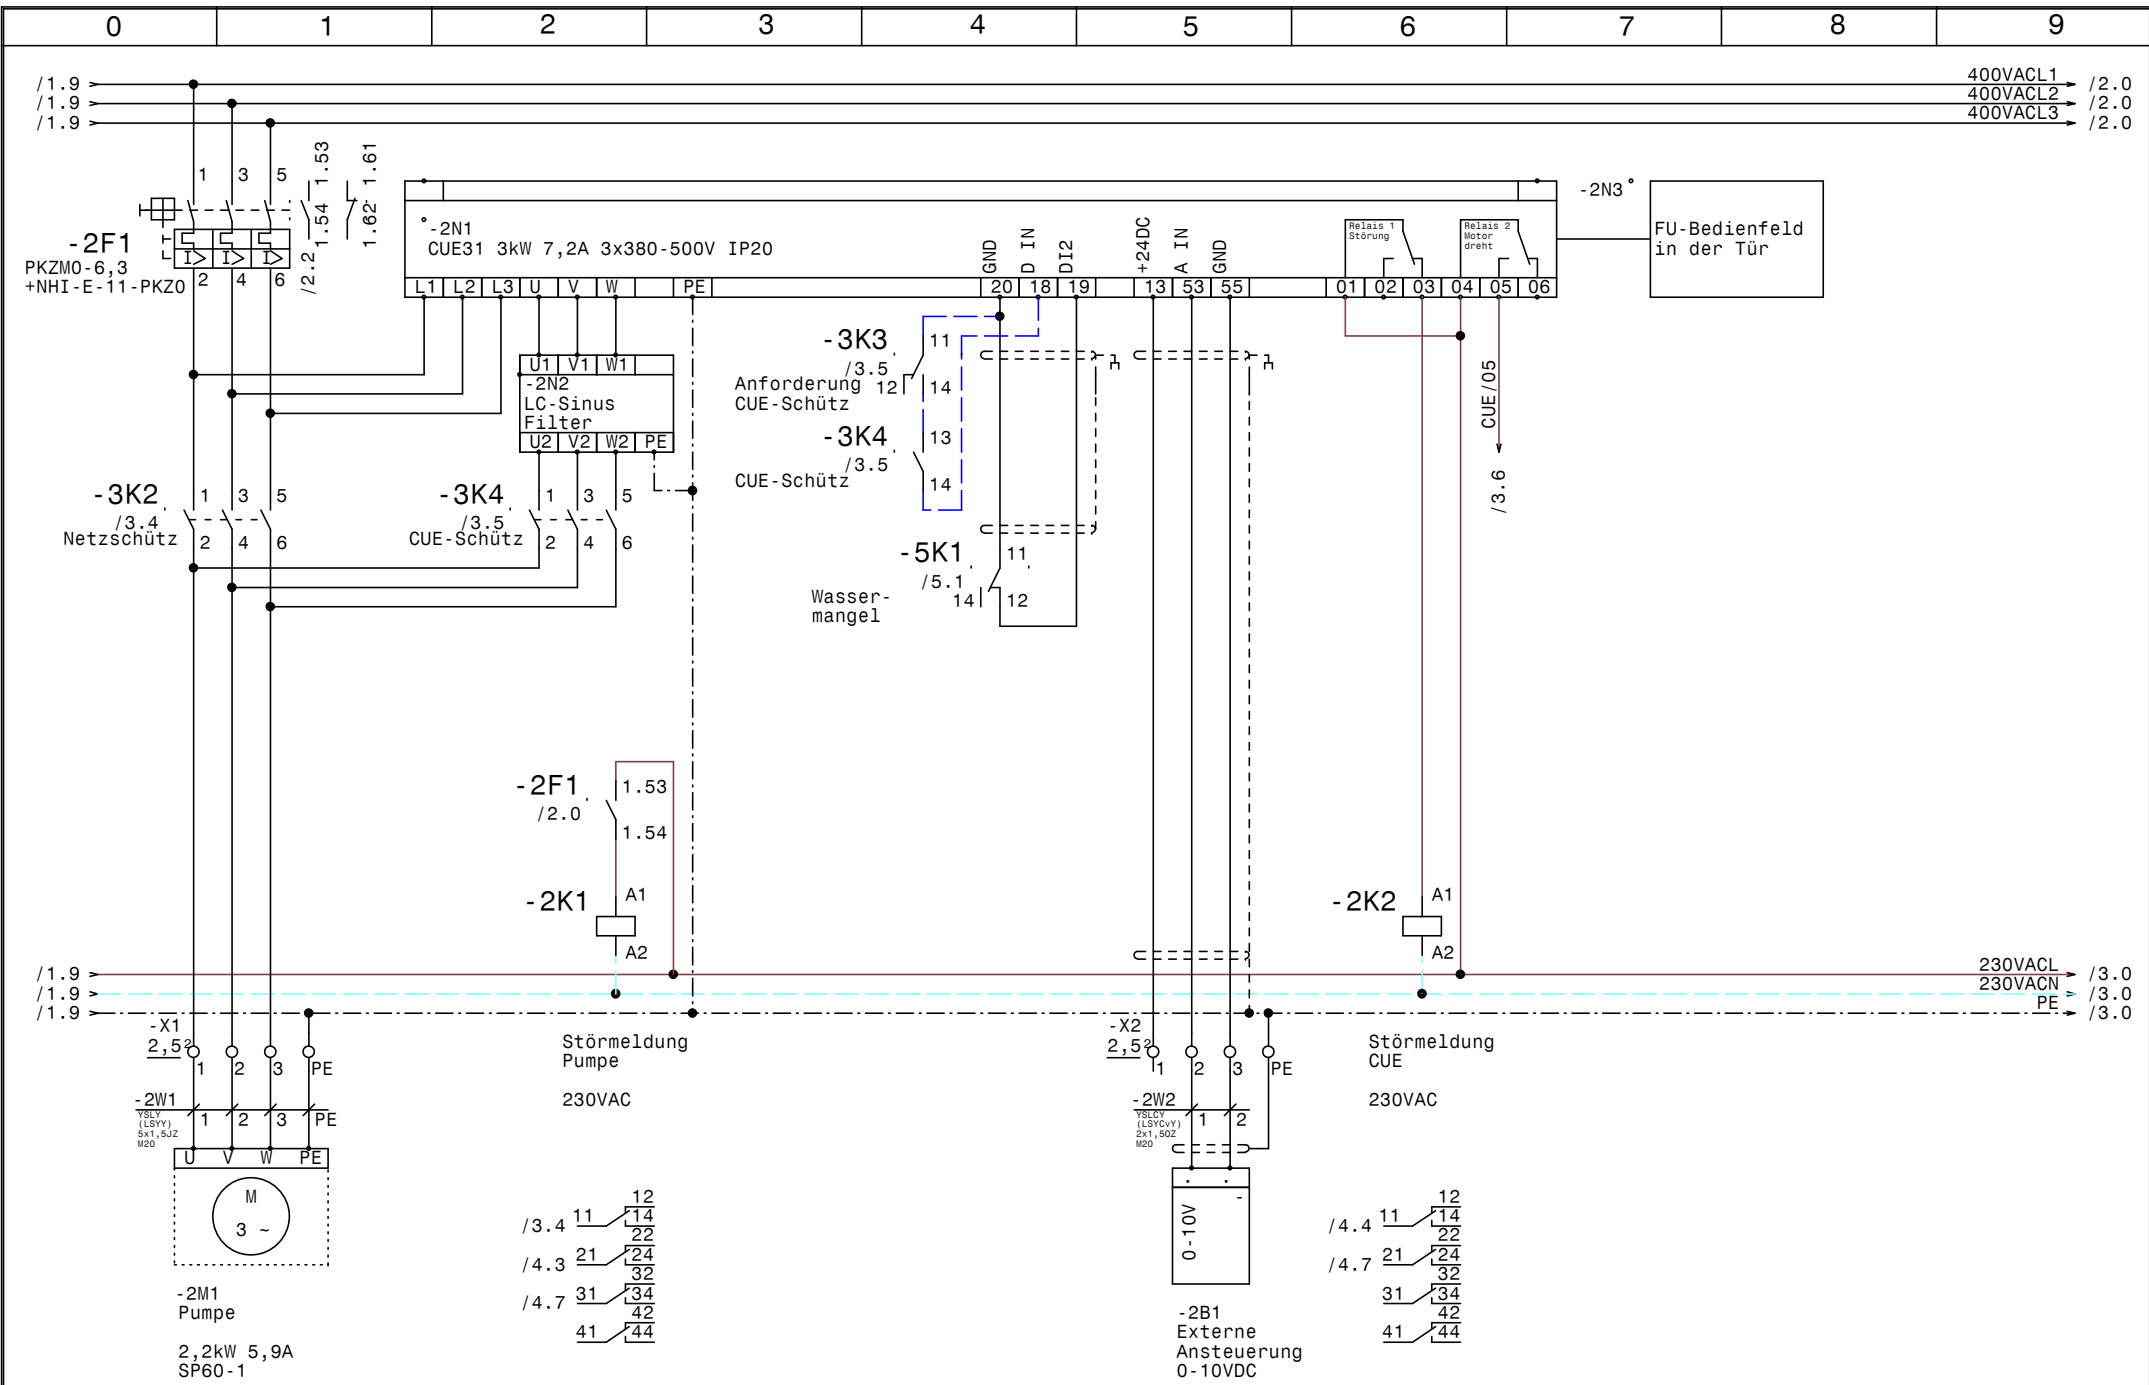 0 1 2 3 4 5 6 7 8 9
/1.9 400VACL1 /2.0
/1.9 400VACL2 /2.0
/1.9 400VACL3 /2.0
1 3 5 1.53 1.61
1.54 1.62
-2F1
PKZM0-6,3
+NHI-E-11-PKZ0
I> I> I>
2 4 6 /2.2
-2N1
CUE31 3kW 7,2A 3x380-500V IP20
GND D IN DI2 +24DC A IN GND
Relais 1
Störung
Relais 2
Motor
dreht
-2N3
FU-Bedienfeld
in der Tür
L1 L2 L3 U V W PE 20 18 19 13 53 55 01 02 03 04 05 06
U1 V1 W1
-2N2
LC-Sinus
Filter
U2 V2 W2 PE
-3K3 11
/3.5
Anforderung 12 14
CUE-Schütz
-3K4 13
/3.5
CUE-Schütz 14
CUE/05
/3.6
-3K2 1 3 5
/3.4
Netzschütz 2 4 6
-3K4 1 3 5
/3.5
CUE-Schütz 2 4 6
-5K1 11
/5.1
14 12
Wasser-
mangel
-2F1 1.53
/2.0
1.54
-2K1 A1
A2
-2K2 A1
A2
/1.9 230VACL /3.0
/1.9 230VACN /3.0
/1.9 PE /3.0
-X1
2,5²
1 2 3 PE
Störmeldung
Pumpe
230VAC
-X2
2,5²
1 2 3 PE
Störmeldung
CUE
230VAC
-2W1
YSLY
(LSYY)
5x1,5JZ
M20
1 2 3 PE
-2W2
YSLCY
(LSYCvY)
2x1,5OZ
M20
1 2
U V W PE
M
3 ~
-2M1
Pumpe
2,2kW 5,9A
SP60-1
12
/3.4 11 14
22
/4.3 21 24
32
/4.7 31 34
42
41 44
-
0-10V
-2B1
Externe
Ansteuerung
0-10VDC
12
/4.4 11 14
22
/4.7 21 24
32
31 34
42
41 44